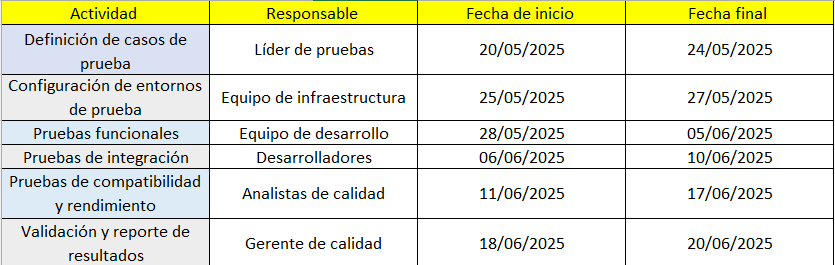 Actividad Responsable Fecha de inicio Fecha final
Definición de casos de
prueba
Líder de pruebas 20/05/2025 24/05/2025
Configuración de entornos
de prueba
Equipo de infraestructura 25/05/2025 27/05/2025
Pruebas funcionales Equipo de desarrollo 28/05/2025 05/06/2025
Pruebas de integración Desarrolladores 06/06/2025 10/06/2025
Pruebas de compatibilidad
y rendimiento
Analistas de calidad 11/06/2025 17/06/2025
Validación y reporte de
resultados
Gerente de calidad 18/06/2025 20/06/2025